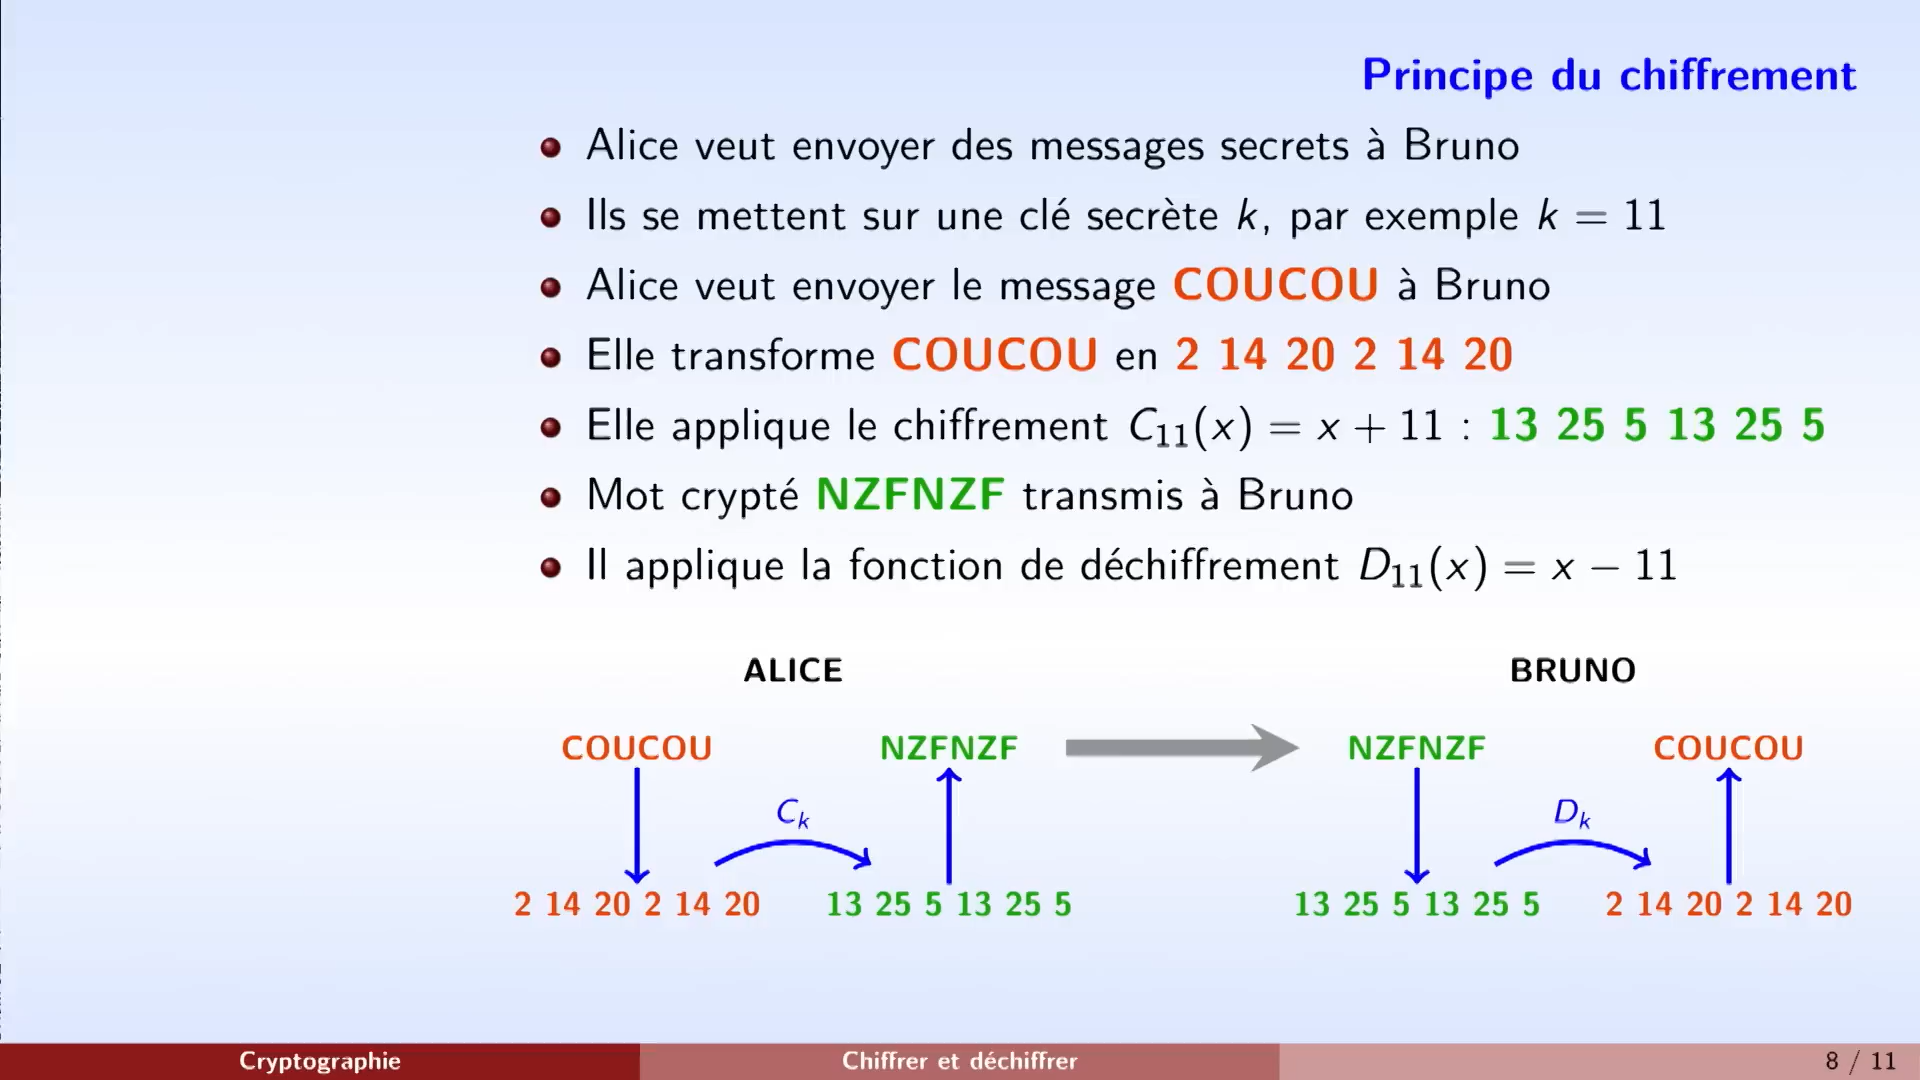 Principe du chiffrement
Alice veut envoyer des messages secrets à Bruno
Ils se mettent sur une clé secrète k, par exemple k = 11
Alice veut envoyer le message COUCOU à Bruno
Elle transforme COUCOU en 2 14 20 2 14 20
Elle applique le chiffrement C₁₁(x) = x + 11 : 13 25 5 13 25 5
Mot crypté NZFNZF transmis à Bruno
Il applique la fonction de déchiffrement D₁₁(x) = x − 11
ALICE BRUNO
COUCOU NZFNZF NZFNZF COUCOU
Cₖ Dₖ
2 14 20 2 14 20 13 25 5 13 25 5 13 25 5 13 25 5 2 14 20 2 14 20
Cryptographie Chiffrer et déchiffrer 8 / 11